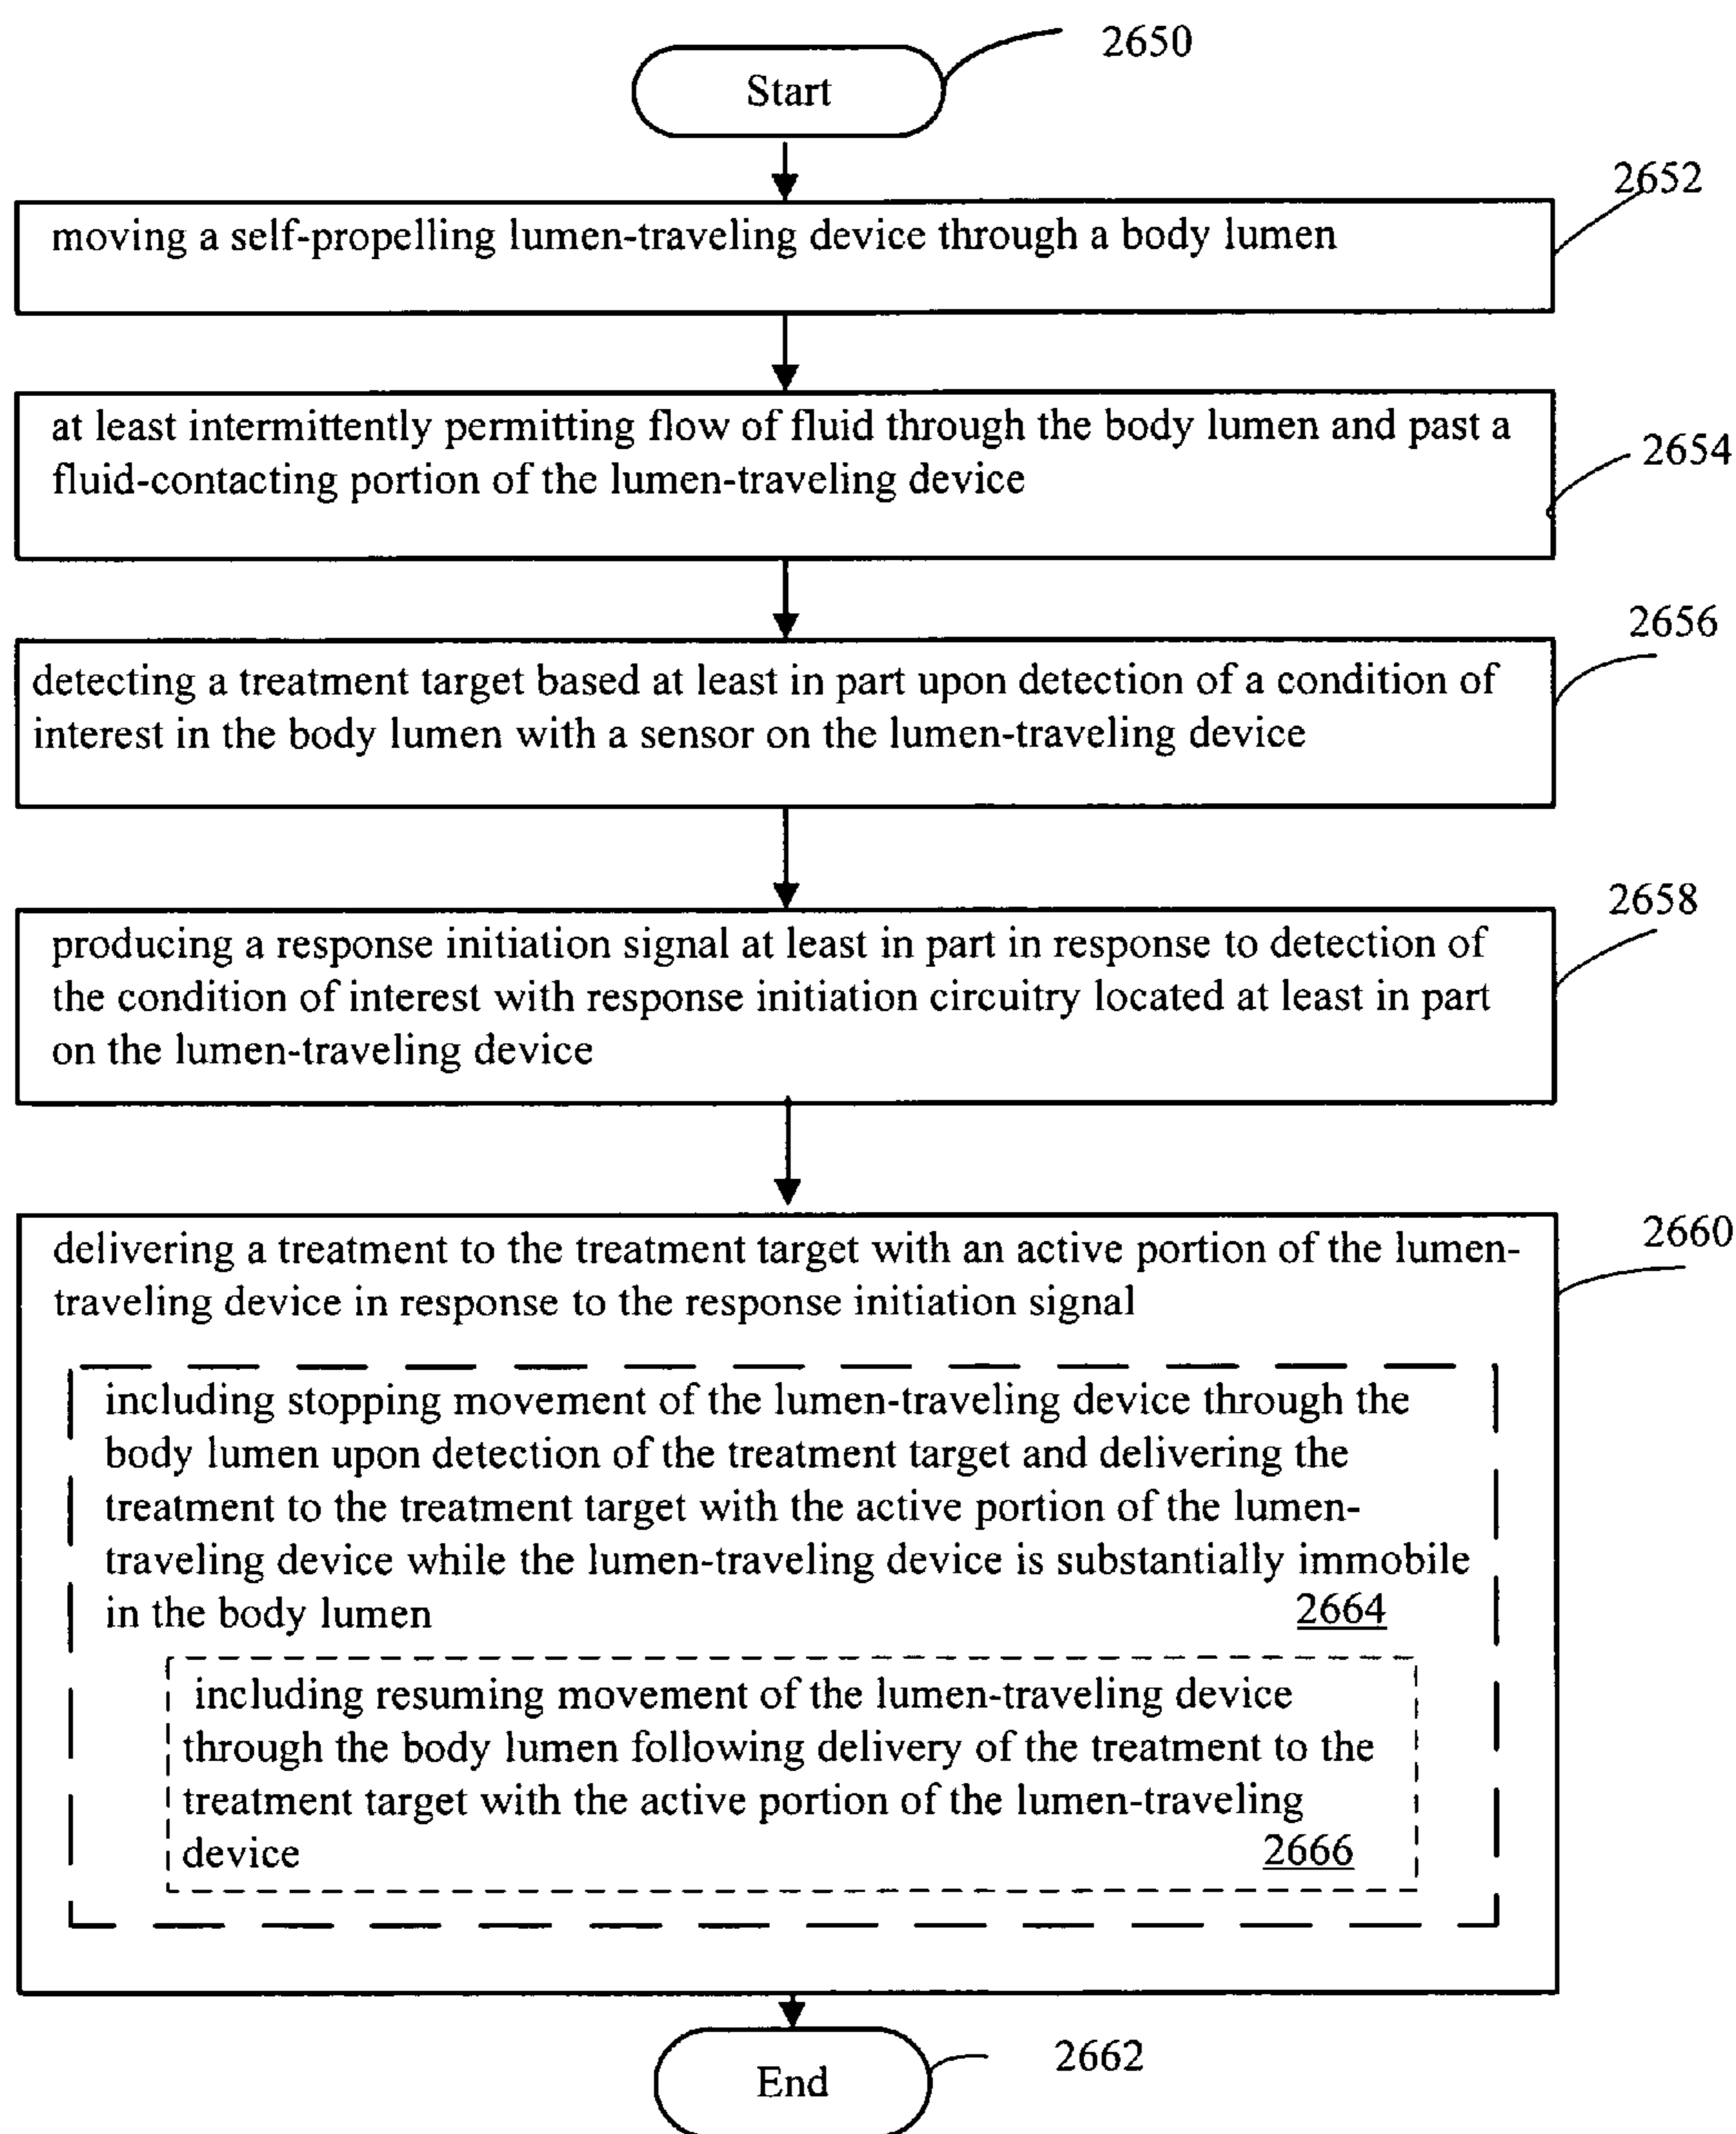 2650
Start
2652
moving a self-propelling lumen-traveling device through a body lumen
at least intermittently permitting flow of fluid through the body lumen and past a
fluid-contacting portion of the lumen-traveling device
2654
2656
detecting a treatment target based at least in part upon detection of a condition of
interest in the body lumen with a sensor on the lumen-traveling device
2658
producing a response initiation signal at least in part in response to detection of
the condition of interest with response initiation circuitry located at least in part
on the lumen-traveling device
2660
delivering a treatment to the treatment target with an active portion of the lumen-
traveling device in response to the response initiation signal
including stopping movement of the lumen-traveling device through the
body lumen upon detection of the treatment target and delivering the
treatment to the treatment target with the active portion of the lumen-
traveling device while the lumen-traveling device is substantially immobile
in the body lumen 2664
including resuming movement of the lumen-traveling device
through the body lumen following delivery of the treatment to the
treatment target with the active portion of the lumen-traveling
device 2666
2662
End